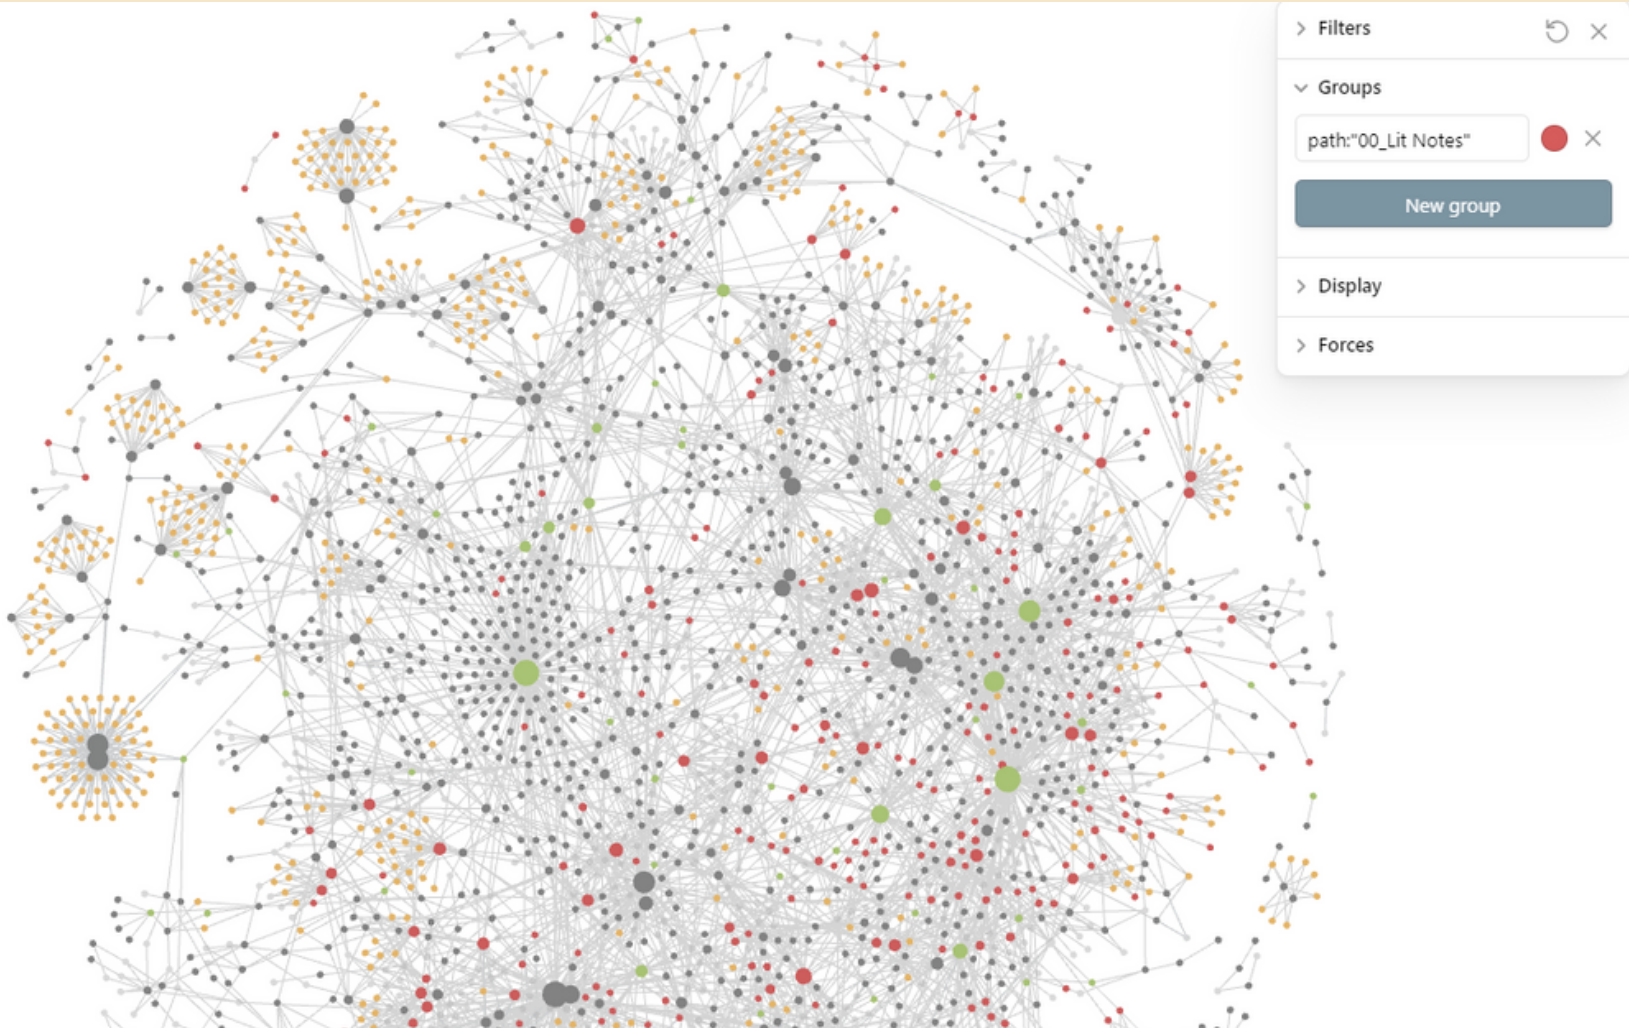 Filters
Groups
path:"00_Lit Notes"
New group
Display
Forces